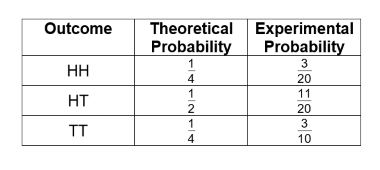 Outcome Theoretical Probability Experimental Probability
HH 1/4 3/20
HT 1/2 11/20
TT 1/4 3/10